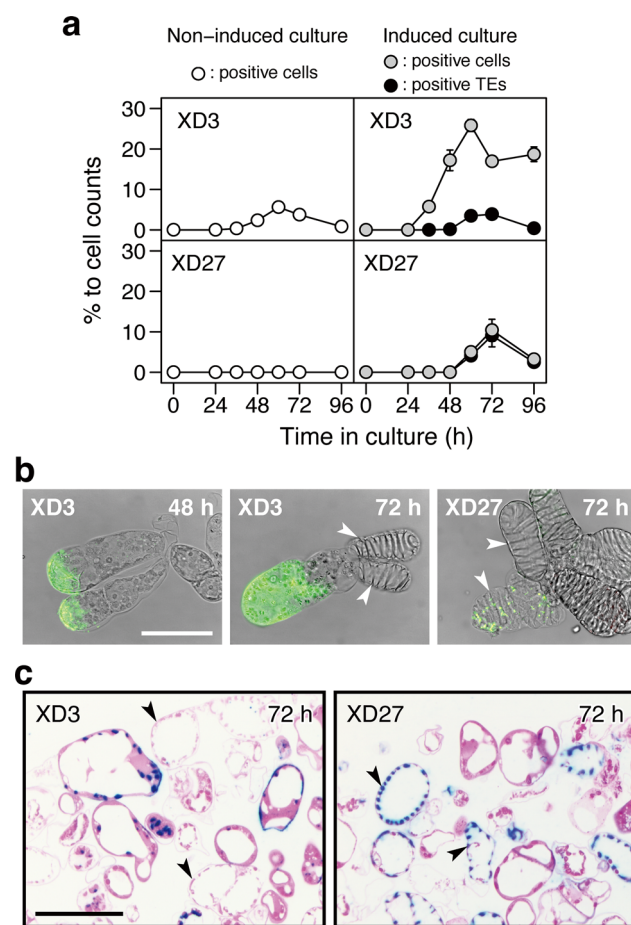 a
Non-induced culture
Induced culture
: positive cells
: positive cells
: positive TEs
% to cell counts
30
20
10
0
XD3
XD3
30
20
10
0
XD27
XD27
0 24 48 72 96
0 24 48 72 96
Time in culture (h)
b
XD3 48 h
XD3 72 h
XD27 72 h
c
XD3 72 h
XD27 72 h